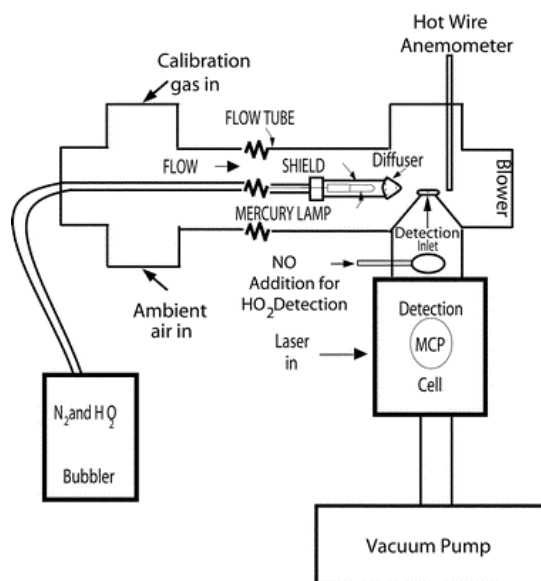 Hot Wire
Anemometer
Calibration
gas in
FLOW TUBE
FLOW
SHIELD
Diffuser
Blower
MERCURY LAMP
Detection
Inlet
NO
Addition for
HO₂Detection
Ambient
air in
Laser
in
Detection
MCP
Cell
N₂and H₂O
Bubbler
Vacuum Pump